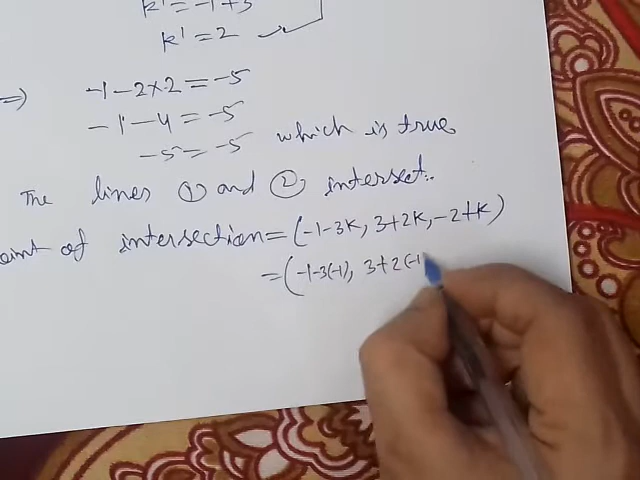 k' = -1+3
k' = 2
=> -1-2×2 = -5
-1-4 = -5
-5 = -5 which is true
The lines ① and ② intersect.
oint of intersection = (-1-3k, 3+2k, -2+k)
= (-1-3(-1), 3+2(-1